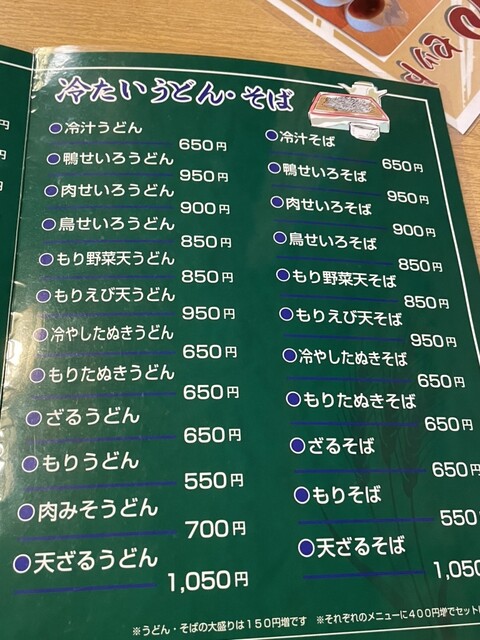 冷たいうどん・そば
●冷汁うどん
650円
●鴨せいろうどん
950円
●肉せいろうどん
900円
●鳥せいろうどん
850円
●もり野菜天うどん
850円
●もりえび天うどん
950円
●冷やしたぬきうどん
650円
●もりたぬきうどん
650円
●ざるうどん
650円
●もりうどん
550円
●肉みそうどん
700円
●天ざるうどん
1,050円
●冷汁そば
650円
●鴨せいろそば
950円
●肉せいろそば
900円
●鳥せいろそば
850円
●もり野菜天そば
850円
●もりえび天そば
950円
●冷やしたぬきそば
650円
●もりたぬきそば
650円
●ざるそば
650円
●もりそば
550
●天ざるそば
1,050
※うどん・そばの大盛りは150円増です ※それぞれのメニューに400円増でセットに